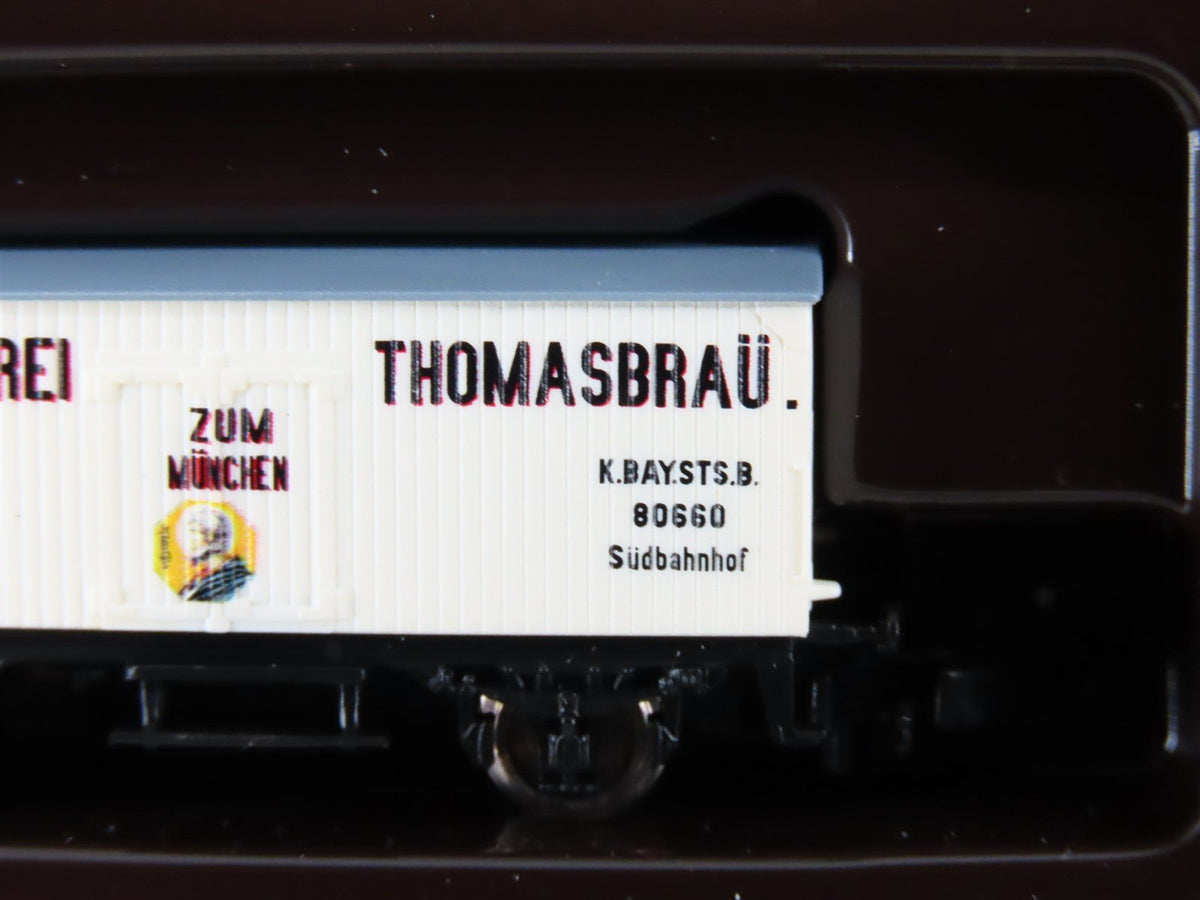 REI THOMASBRAÜ.
ZUM
MÜNCHEN
K.BAY.STS.B.
80660
Südbahnhof